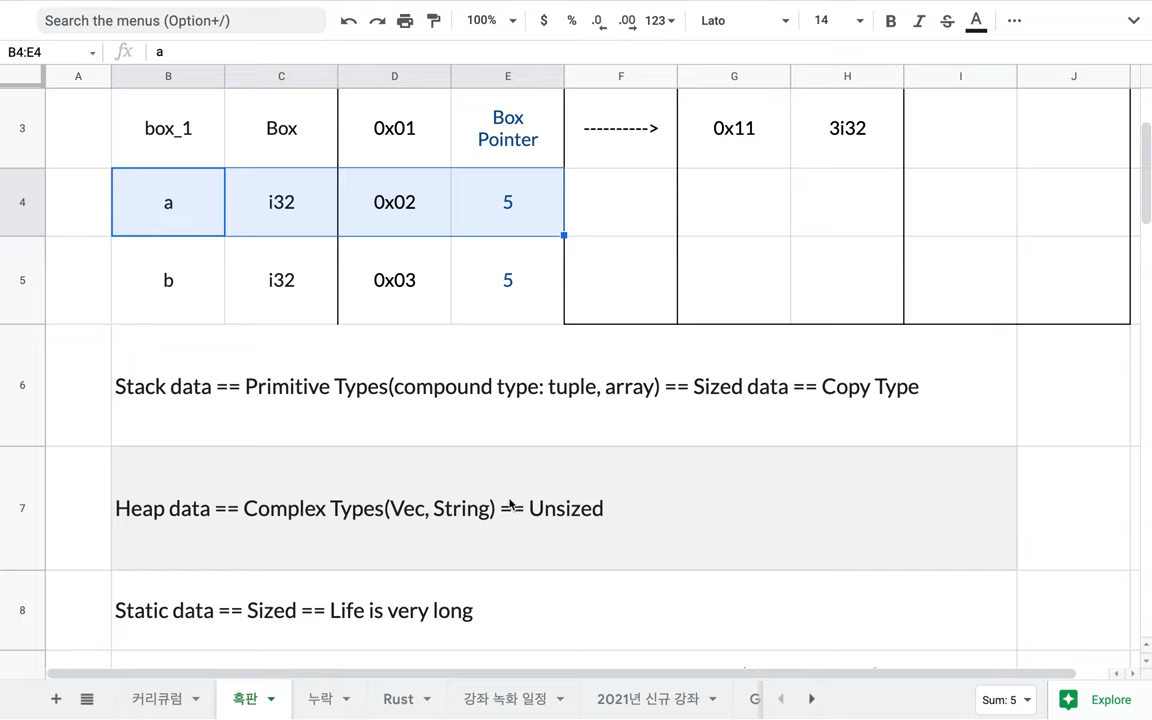 Search the menus (Option+/)
100%
$
%
.0
.00
123
Lato
14
B
I
S
A
B4:E4
fx
a
A
B
C
D
E
F
G
H
I
J
3
box_1
Box
0x01
Box
Pointer
---------->
0x11
3i32
4
a
i32
0x02
5
5
b
i32
0x03
5
6
Stack data == Primitive Types(compound type: tuple, array) == Sized data == Copy Type
7
Heap data == Complex Types(Vec, String) == Unsized
8
Static data == Sized == Life is very long
커리큐럼
흑판
누락
Rust
강좌 녹화 일정
2021년 신규 강좌
G
Sum: 5
Explore